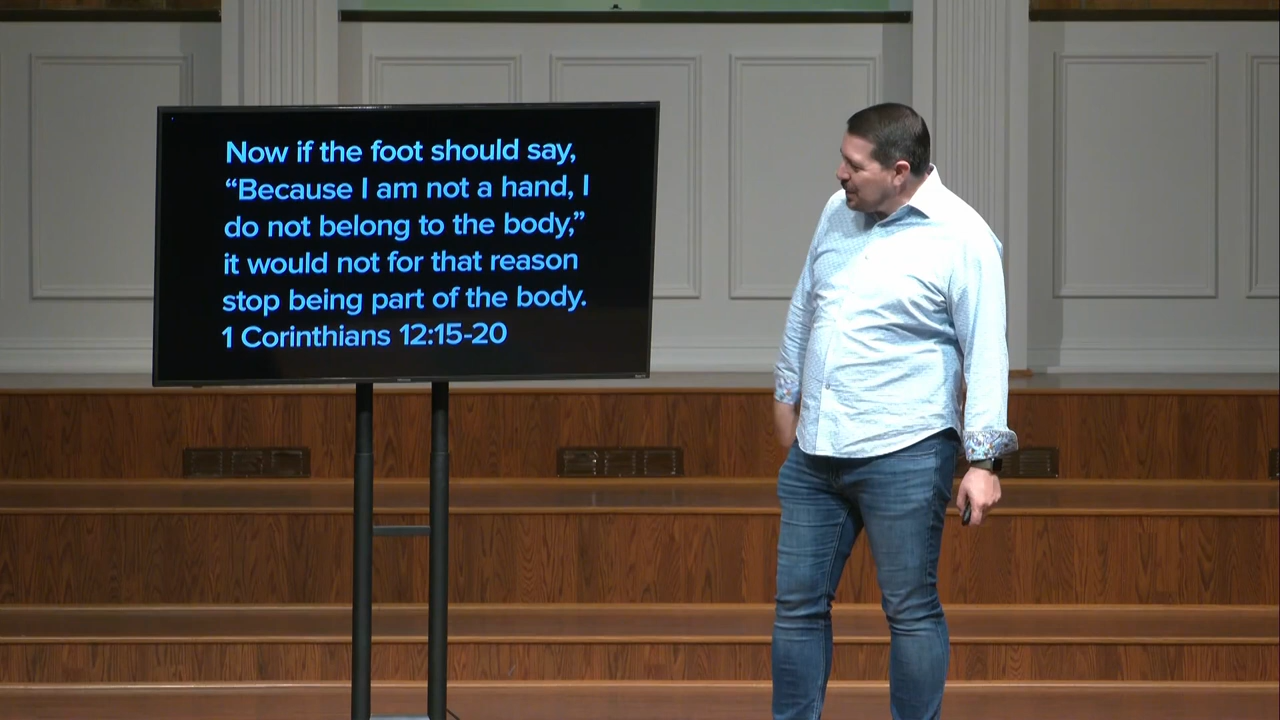 Now if the foot should say,
“Because I am not a hand, I
do not belong to the body,”
it would not for that reason
stop being part of the body.
1 Corinthians 12:15-20